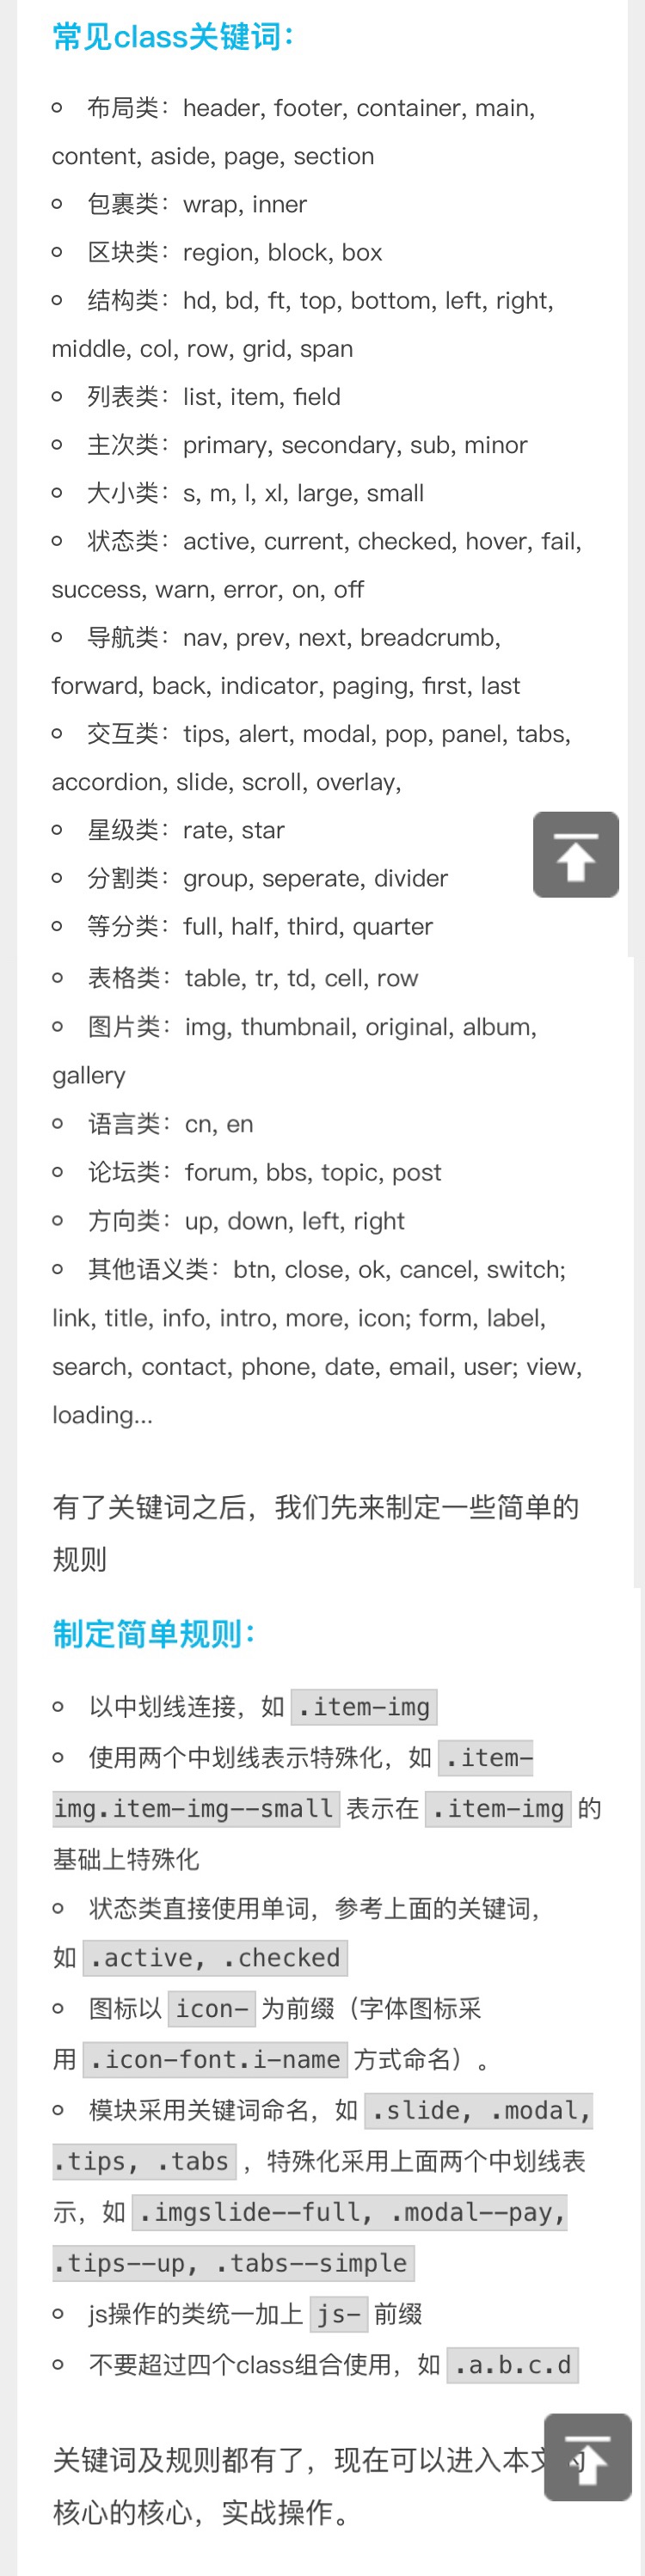 常见class关键词：
布局类：header, footer, container, main,
content, aside, page, section
包裹类：wrap, inner
区块类：region, block, box
结构类：hd, bd, ft, top, bottom, left, right,
middle, col, row, grid, span
列表类：list, item, field
主次类：primary, secondary, sub, minor
大小类：s, m, l, xl, large, small
状态类：active, current, checked, hover, fail,
success, warn, error, on, off
导航类：nav, prev, next, breadcrumb,
forward, back, indicator, paging, first, last
交互类：tips, alert, modal, pop, panel, tabs,
accordion, slide, scroll, overlay,
星级类：rate, star
分割类：group, seperate, divider
等分类：full, half, third, quarter
表格类：table, tr, td, cell, row
图片类：img, thumbnail, original, album,
gallery
语言类：cn, en
论坛类：forum, bbs, topic, post
方向类：up, down, left, right
其他语义类：btn, close, ok, cancel, switch;
link, title, info, intro, more, icon; form, label,
search, contact, phone, date, email, user; view,
loading...
有了关键词之后，我们先来制定一些简单的
规则
制定简单规则：
以中划线连接，如 .item-img
使用两个中划线表示特殊化，如 .item-
img.item-img--small 表示在 .item-img 的
基础上特殊化
状态类直接使用单词，参考上面的关键词，
如 .active, .checked
图标以 icon- 为前缀（字体图标采
用 .icon-font.i-name 方式命名）。
模块采用关键词命名，如 .slide, .modal,
.tips, .tabs ，特殊化采用上面两个中划线表
示，如 .imgslide--full, .modal--pay,
.tips--up, .tabs--simple
js操作的类统一加上 js- 前缀
不要超过四个class组合使用，如 .a.b.c.d
关键词及规则都有了，现在可以进入本文的
核心的核心，实战操作。